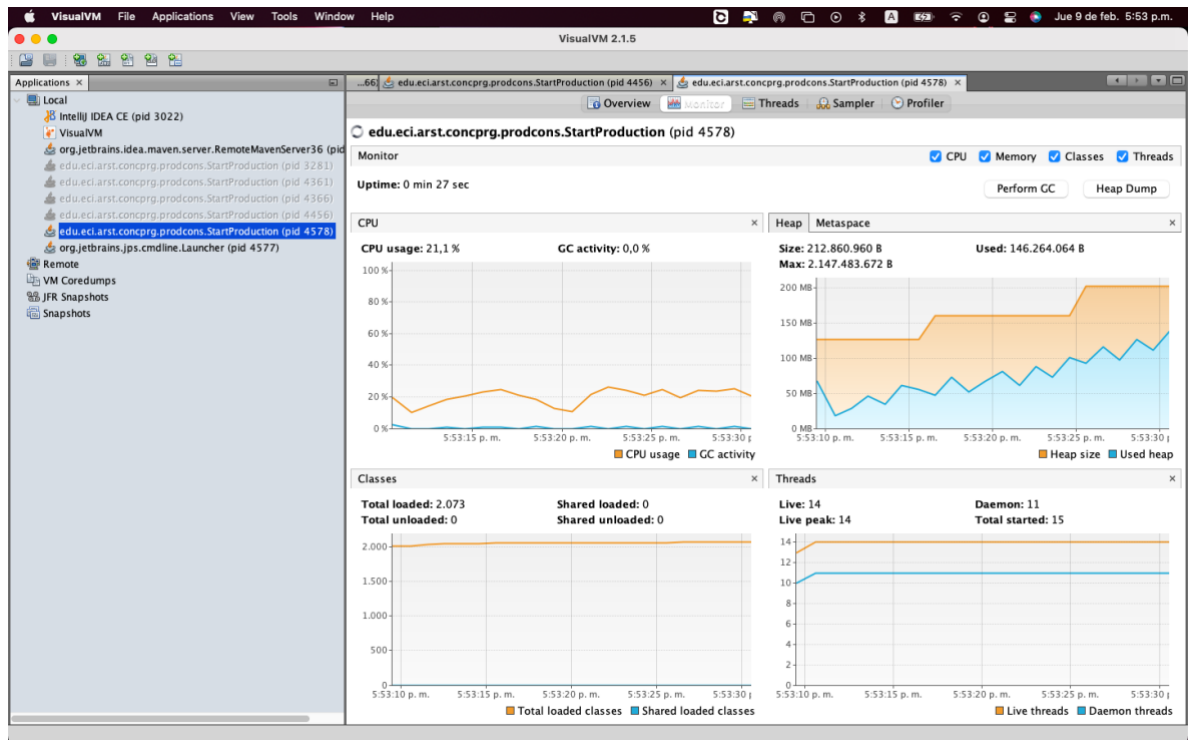 VisualVM File Applications View Tools Window Help
A
Jue 9 de feb. 5:53 p.m.
VisualVM 2.1.5
Applications ×
Local
IntelliJ IDEA CE (pid 3022)
VisualVM
org.jetbrains.idea.maven.server.RemoteMavenServer36 (pid
edu.eci.arst.concprg.prodcons.StartProduction (pid 3281)
edu.eci.arst.concprg.prodcons.StartProduction (pid 4361)
edu.eci.arst.concprg.prodcons.StartProduction (pid 4366)
edu.eci.arst.concprg.prodcons.StartProduction (pid 4456)
edu.eci.arst.concprg.prodcons.StartProduction (pid 4578)
org.jetbrains.jps.cmdline.Launcher (pid 4577)
Remote
VM Coredumps
JFR Snapshots
Snapshots
...66) edu.eci.arst.concprg.prodcons.StartProduction (pid 4456) × edu.eci.arst.concprg.prodcons.StartProduction (pid 4578) ×
Overview Monitor Threads Sampler Profiler
edu.eci.arst.concprg.prodcons.StartProduction (pid 4578)
Monitor CPU Memory Classes Threads
Uptime: 0 min 27 sec Perform GC Heap Dump
CPU ×
CPU usage: 21,1 % GC activity: 0,0 %
100 %
80 %
60 %
40 %
20 %
0 %
5:53:15 p. m. 5:53:20 p. m. 5:53:25 p. m. 5:53:30 p
CPU usage GC activity
Heap Metaspace ×
Size: 212.860.960 B Used: 146.264.064 B
Max: 2.147.483.672 B
200 MB
150 MB
100 MB
50 MB
0 MB
5:53:10 p. m. 5:53:15 p. m. 5:53:20 p. m. 5:53:25 p. m. 5:53:30 p
Heap size Used heap
Classes ×
Total loaded: 2.073 Shared loaded: 0
Total unloaded: 0 Shared unloaded: 0
2.000
1.500
1.000
500
0
5:53:10 p. m. 5:53:15 p. m. 5:53:20 p. m. 5:53:25 p. m. 5:53:30 p
Total loaded classes Shared loaded classes
Threads ×
Live: 14 Daemon: 11
Live peak: 14 Total started: 15
14
12
10
8
6
4
2
0
5:53:10 p. m. 5:53:15 p. m. 5:53:20 p. m. 5:53:25 p. m. 5:53:30 p
Live threads Daemon threads